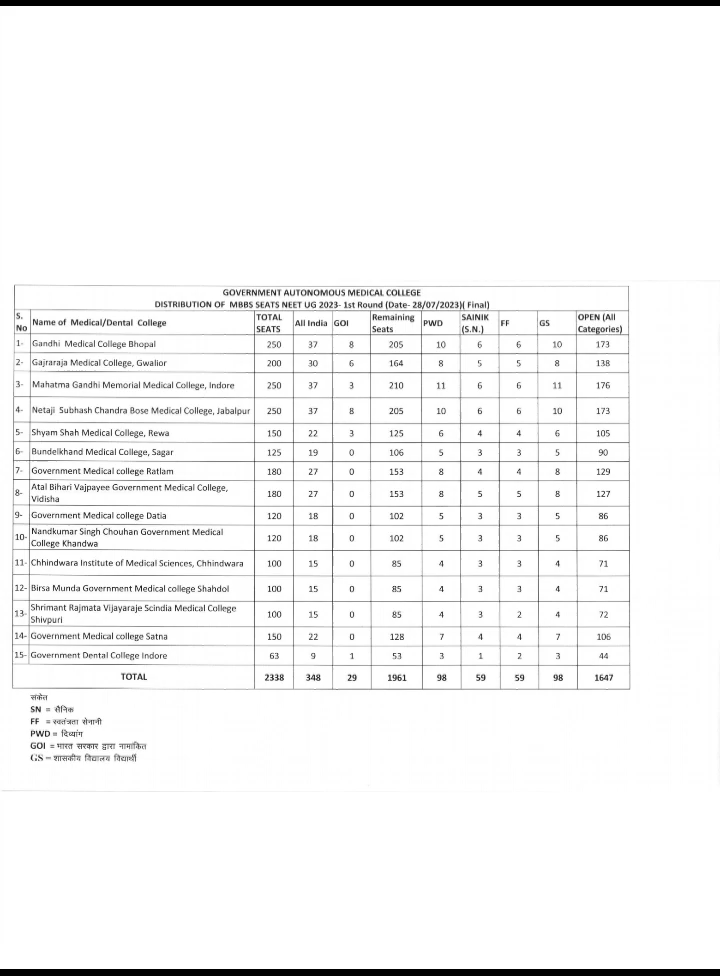 GOVERNMENT AUTONOMOUS MEDICAL COLLEGE
DISTRIBUTION OF MBBS SEATS NEET UG 2023- 1st Round (Date- 28/07/2023)( Final)
S. No Name of Medical/Dental College TOTAL SEATS All India GOI Remaining Seats PWD SAINIK (S.N.) FF GS OPEN (All Categories)
1- Gandhi Medical College Bhopal 250 37 8 205 10 6 6 10 173
2- Gajraraja Medical College, Gwalior 200 30 6 164 8 5 5 8 138
3- Mahatma Gandhi Memorial Medical College, Indore 250 37 3 210 11 6 6 11 176
4- Netaji Subhash Chandra Bose Medical College, Jabalpur 250 37 8 205 10 6 6 10 173
5- Shyam Shah Medical College, Rewa 150 22 3 125 6 4 4 6 105
6- Bundelkhand Medical College, Sagar 125 19 0 106 5 3 3 5 90
7- Government Medical college Ratlam 180 27 0 153 8 4 4 8 129
8- Atal Bihari Vajpayee Government Medical College, Vidisha 180 27 0 153 8 5 5 8 127
9- Government Medical college Datia 120 18 0 102 5 3 3 5 86
10- Nandkumar Singh Chouhan Government Medical College Khandwa 120 18 0 102 5 3 3 5 86
11- Chhindwara Institute of Medical Sciences, Chhindwara 100 15 0 85 4 3 3 4 71
12- Birsa Munda Government Medical college Shahdol 100 15 0 85 4 3 3 4 71
13- Shrimant Rajmata Vijayaraje Scindia Medical College Shivpuri 100 15 0 85 4 3 2 4 72
14- Government Medical college Satna 150 22 0 128 7 4 4 7 106
15- Government Dental College Indore 63 9 1 53 3 1 2 3 44
TOTAL 2338 348 29 1961 98 59 59 98 1647
सकेत
SN = सैनिक
FF = स्वतंत्रता सेनानी
PWD = दिव्यांग
GOI = भारत सरकार द्वारा नामांकित
GS = शासकीय विद्यालय विद्यार्थी